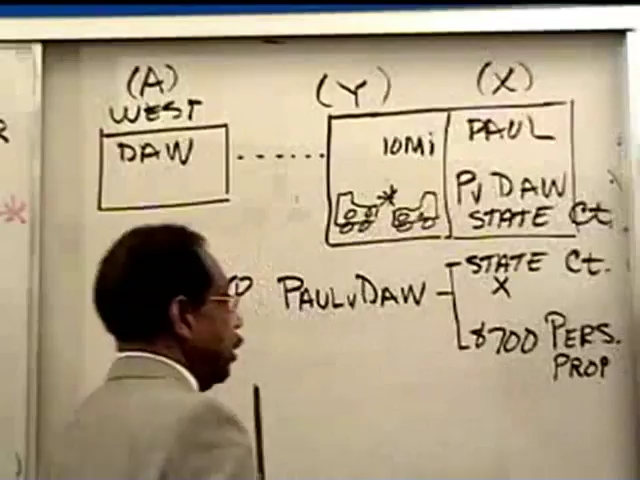 (A)
WEST
DAW
(Y)
10Mi
(X)
PAUL
P v DAW
STATE Ct.
PAUL v DAW
STATE Ct.
X
$700 PERS.
PROP